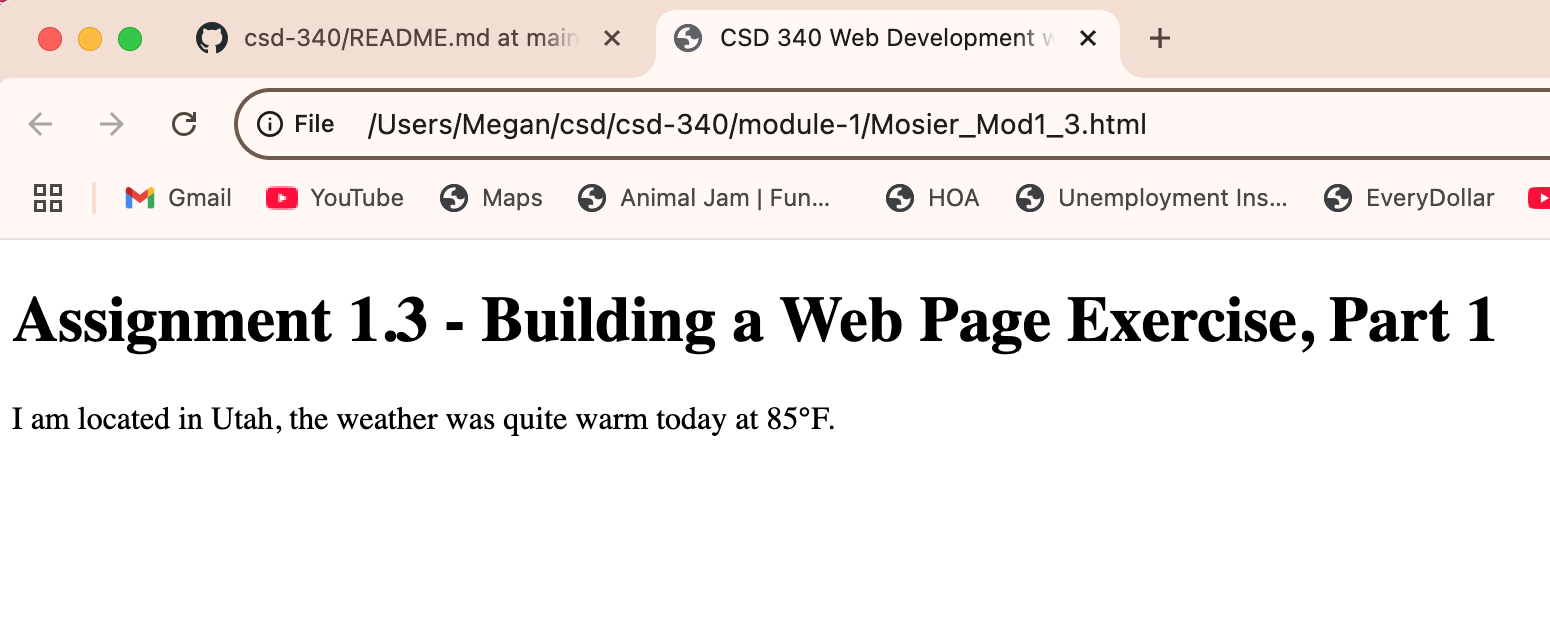 csd-340/README.md at main
CSD 340 Web Development w
File /Users/Megan/csd/csd-340/module-1/Mosier_Mod1_3.html
Gmail YouTube Maps Animal Jam | Fun... HOA Unemployment Ins... EveryDollar
Assignment 1.3 - Building a Web Page Exercise, Part 1
I am located in Utah, the weather was quite warm today at 85°F.